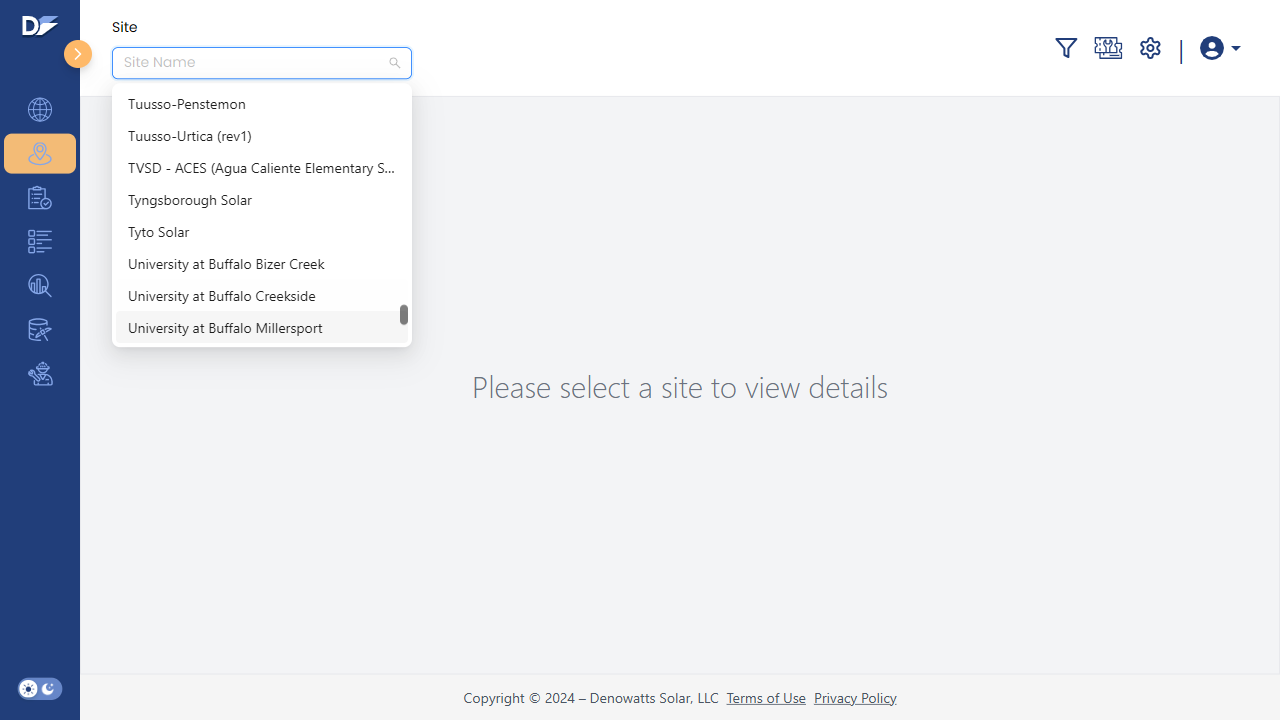 Site
Site Name
Tuusso-Penstemon
Tuusso-Urtica (rev1)
TVSD - ACES (Agua Caliente Elementary S...
Tyngsborough Solar
Tyto Solar
University at Buffalo Bizer Creek
University at Buffalo Creekside
University at Buffalo Millersport
Please select a site to view details
Copyright © 2024 – Denowatts Solar, LLC Terms of Use Privacy Policy